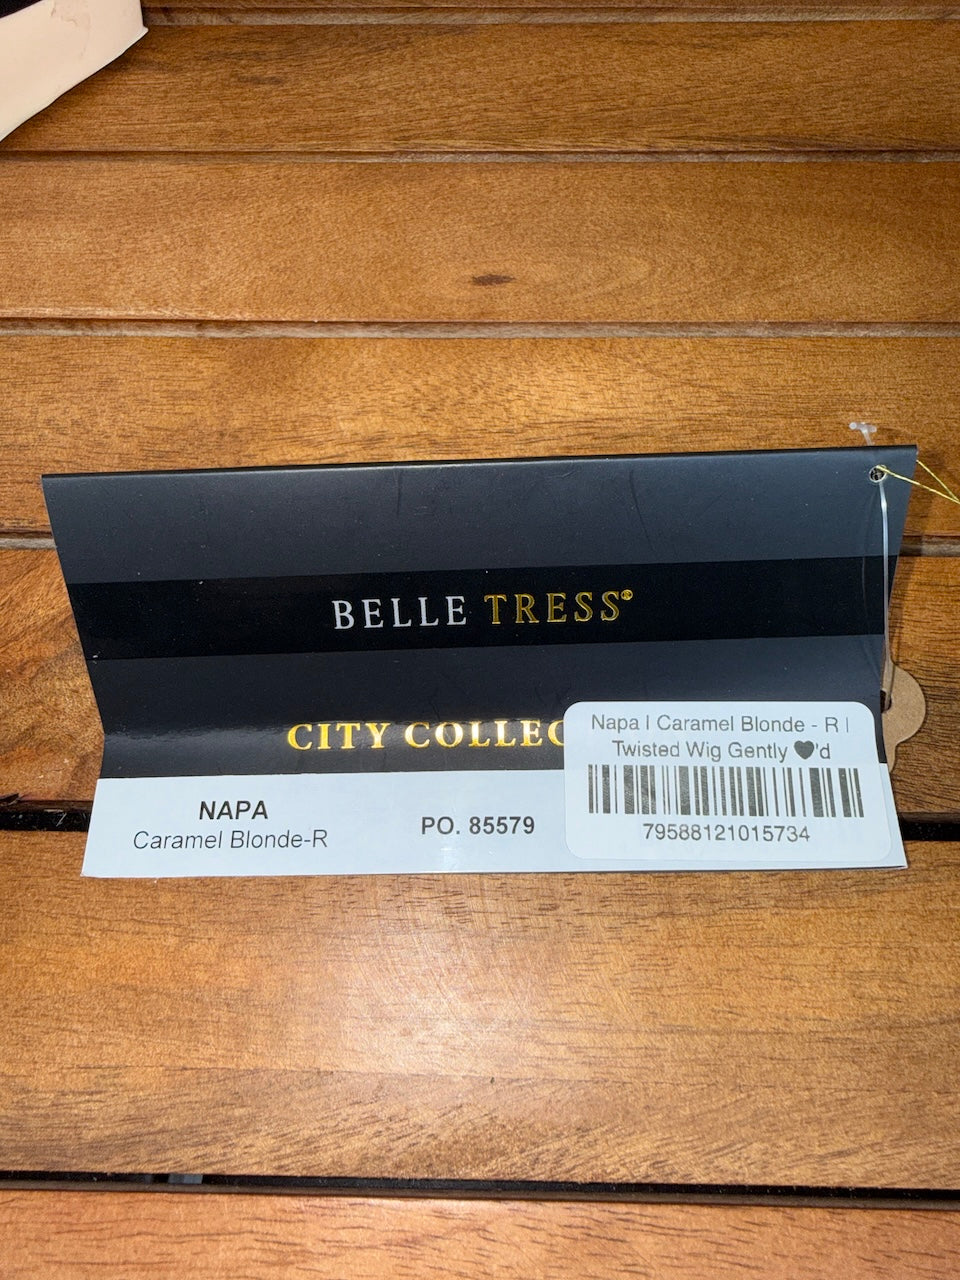 BELLE TRESS®
CITY COLLEC
Napa | Caramel Blonde - R |
Twisted Wig Gently 🖤'd
79588121015734
NAPA
Caramel Blonde-R
PO. 85579